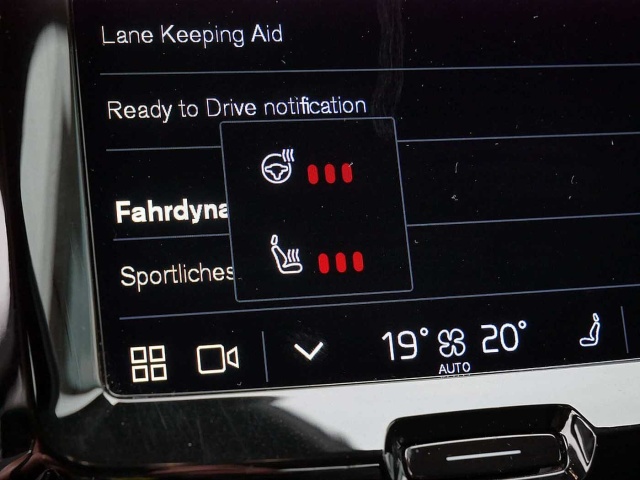 Lane Keeping Aid
Ready to Drive notification
Fahrdyna
Sportliches
19° 20°
AUTO